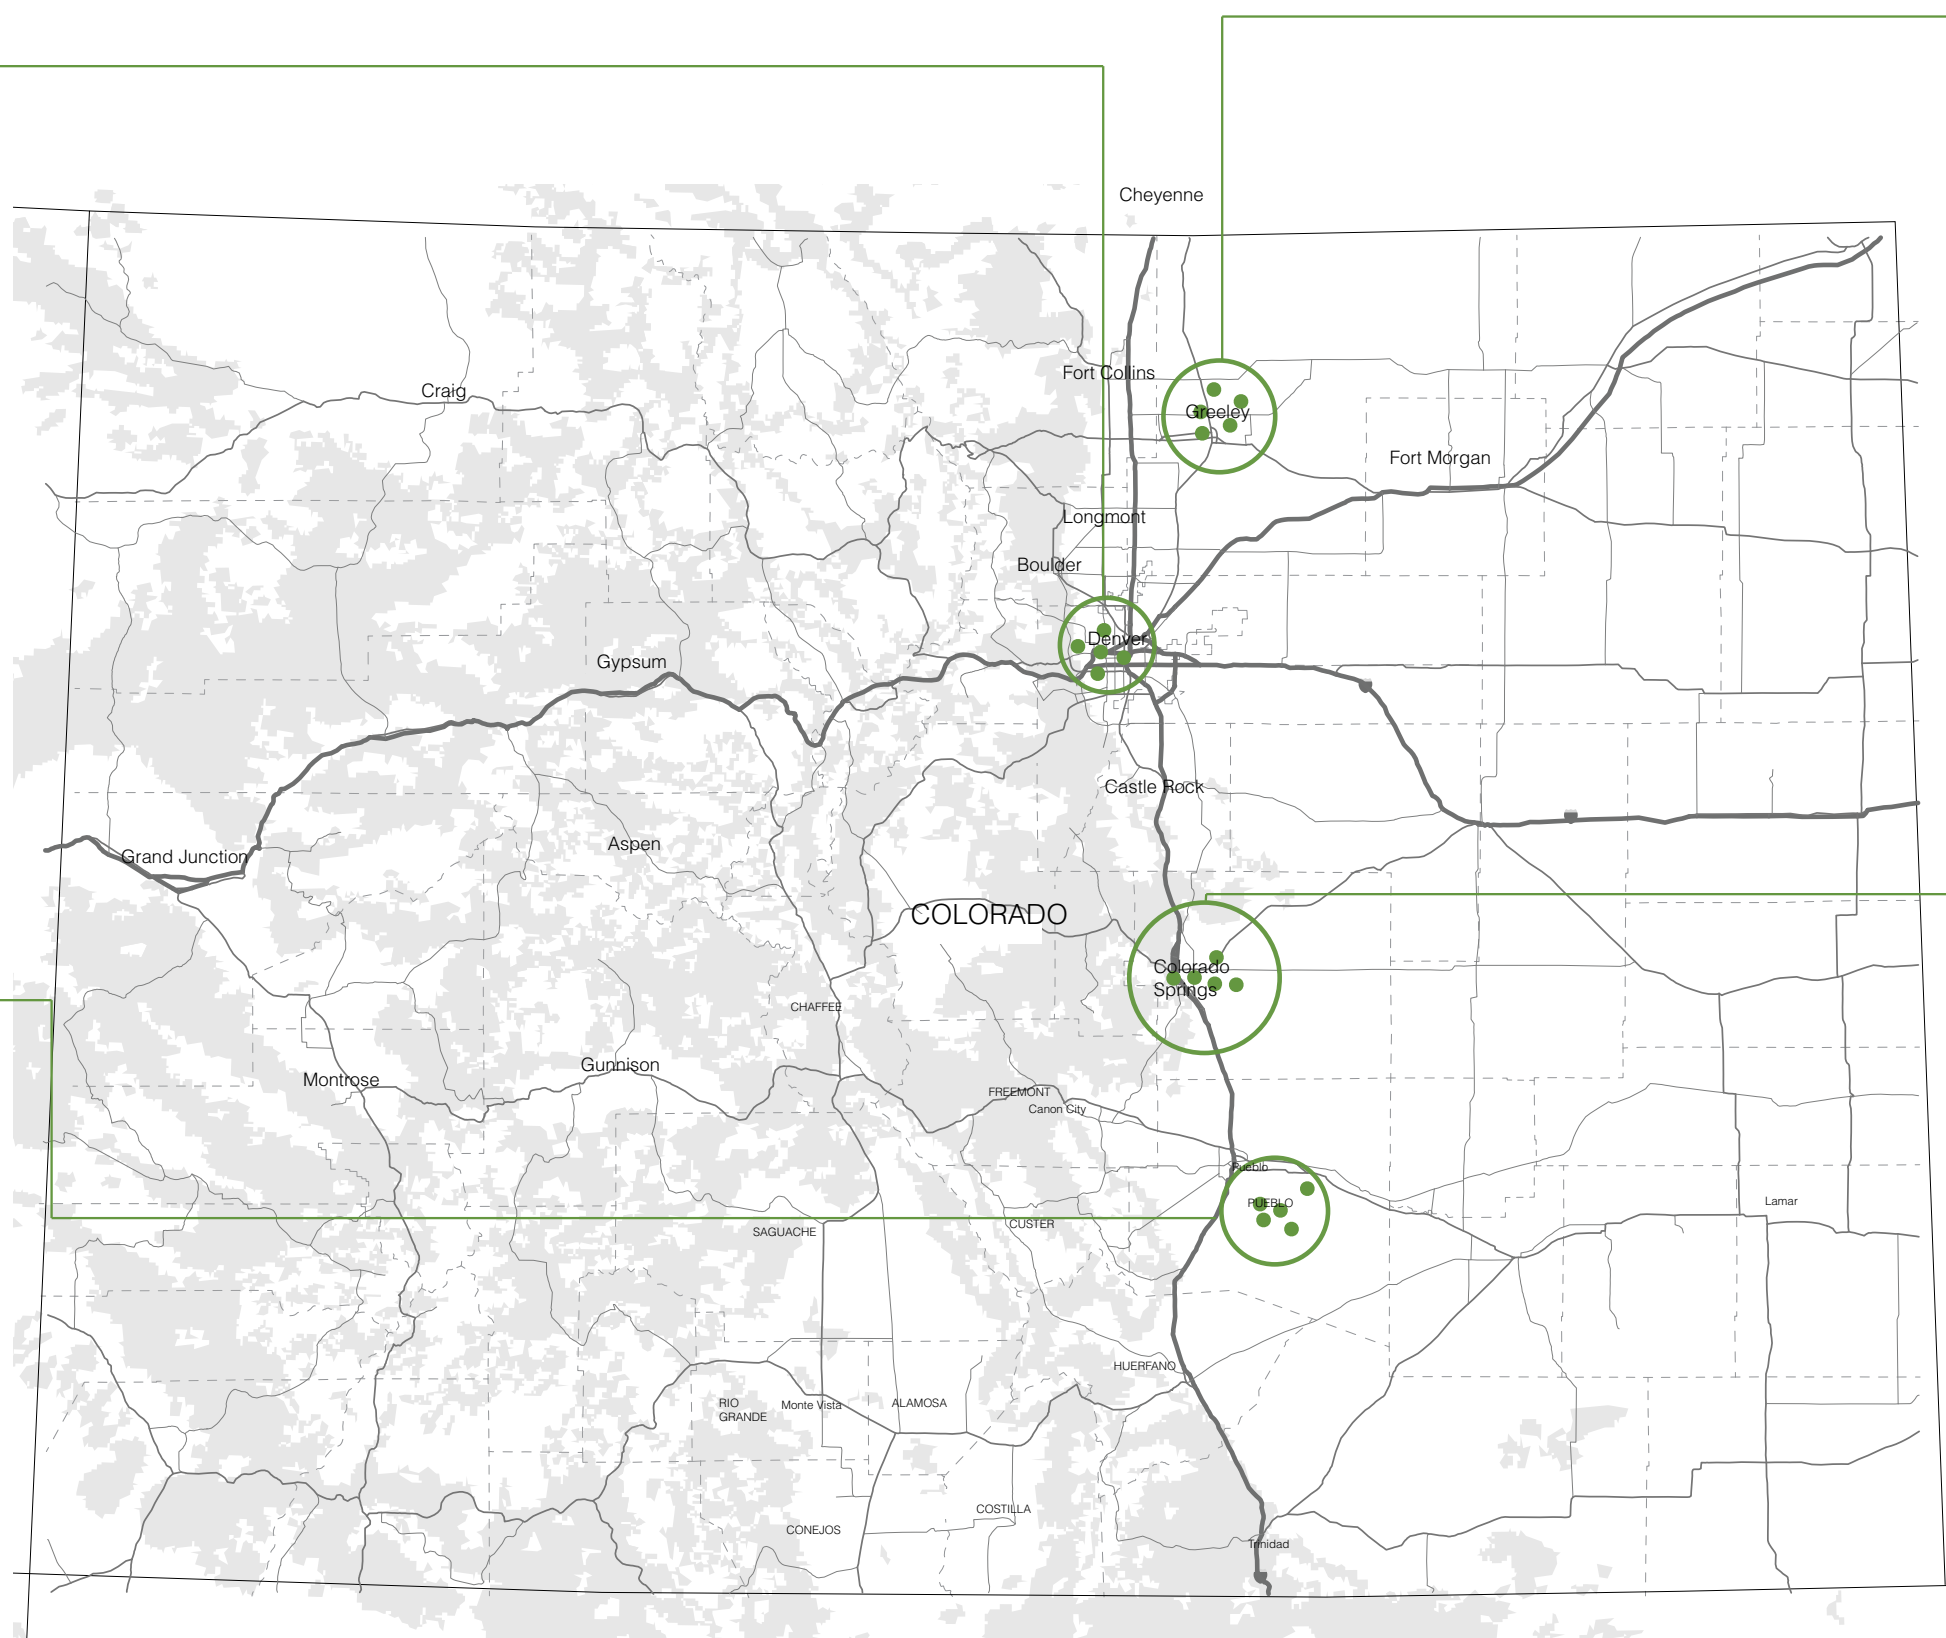 Cheyenne
Fort Collins
Craig
Greeley
Fort Morgan
Longmont
Boulder
Denver
Gypsum
Castle Rock
Aspen
Grand Junction
COLORADO
Colorado
Springs
CHAFFEE
Gunnison
Montrose
FREEMONT
Canon City
Pueblo
PUEBLO
Lamar
CUSTER
SAGUACHE
HUERFANO
RIO
GRANDE
Monte Vista
ALAMOSA
COSTILLA
CONEJOS
Trinidad